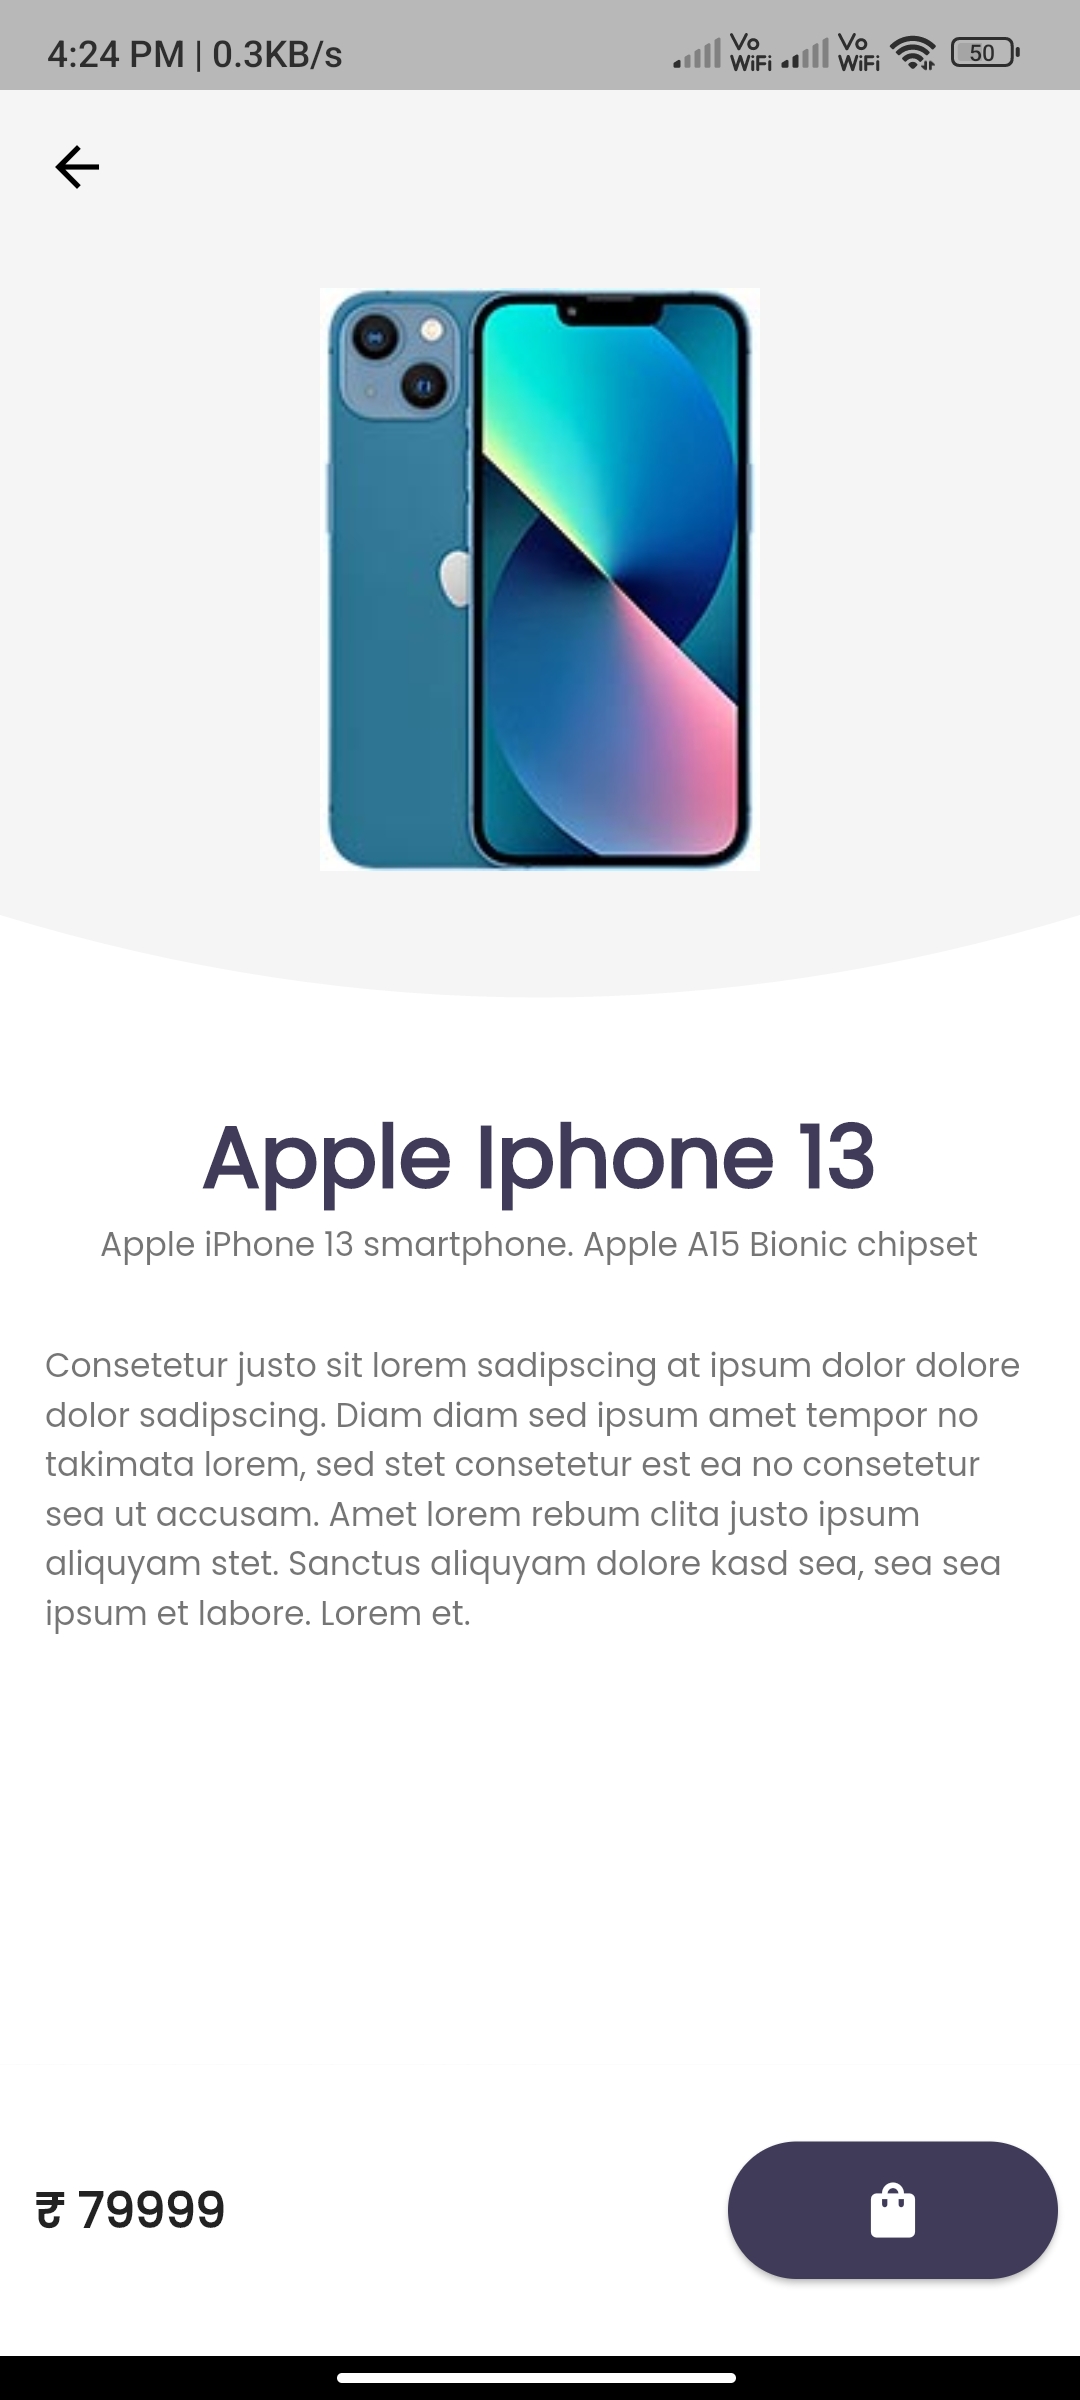 4:24 PM | 0.3KB/s
Vo WiFi Vo WiFi 50
Apple Iphone 13
Apple iPhone 13 smartphone. Apple A15 Bionic chipset
Consetetur justo sit lorem sadipscing at ipsum dolor dolore
dolor sadipscing. Diam diam sed ipsum amet tempor no
takimata lorem, sed stet consetetur est ea no consetetur
sea ut accusam. Amet lorem rebum clita justo ipsum
aliquyam stet. Sanctus aliquyam dolore kasd sea, sea sea
ipsum et labore. Lorem et.
₹ 79999